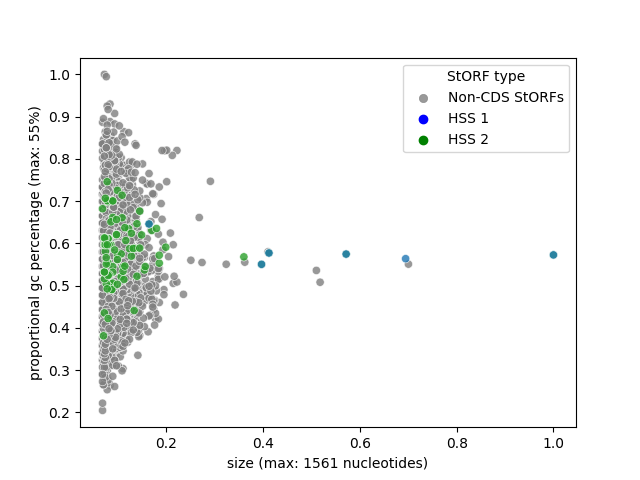 StORF type
Non-CDS StORFs
HSS 1
HSS 2
proportional gc percentage (max: 55%)
1.0
0.9
0.8
0.7
0.6
0.5
0.4
0.3
0.2
0.2 0.4 0.6 0.8 1.0
size (max: 1561 nucleotides)